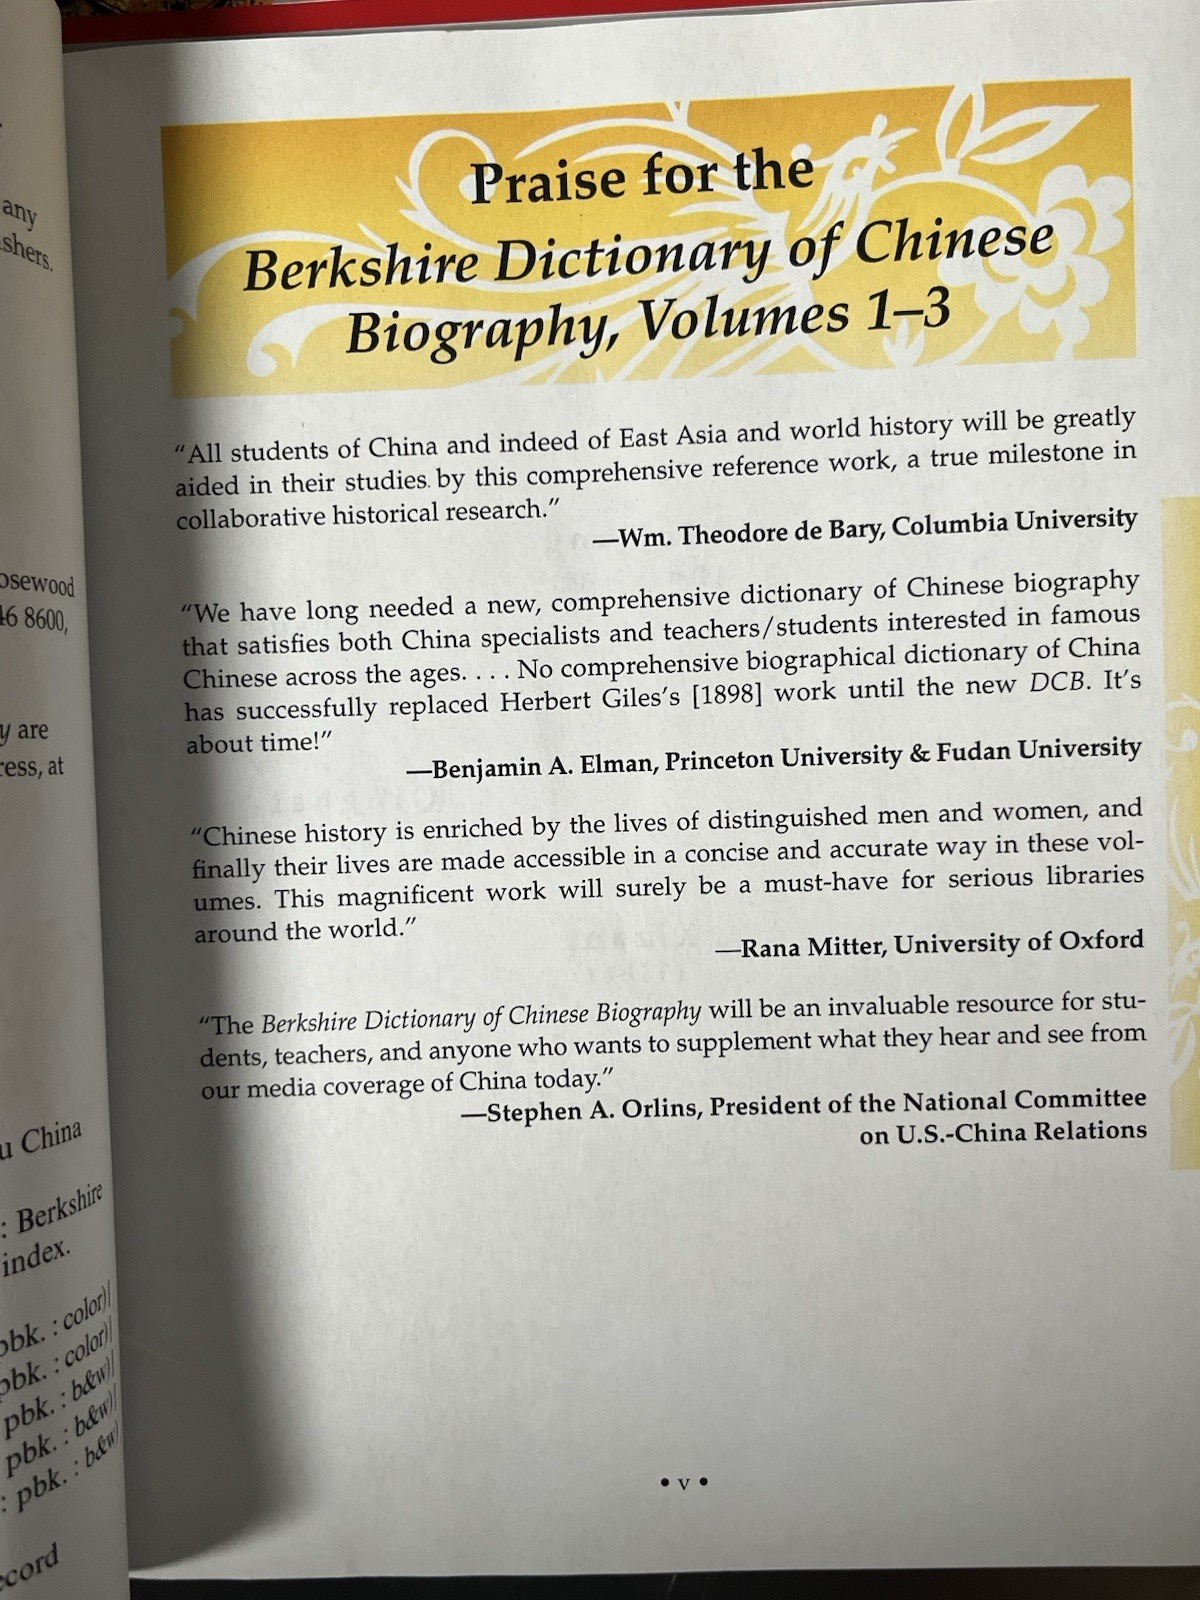 any
shers.
osewood
46 8600,
y are
ress, at
u China
: Berkshire
index.
pbk. : color)|
pbk. : color)|
pbk. : b&w)|
pbk. : b&w)|
: pbk. : b&w)
ecord
Praise for the
Berkshire Dictionary of Chinese
Biography, Volumes 1–3
“All students of China and indeed of East Asia and world history will be greatly
aided in their studies by this comprehensive reference work, a true milestone in
collaborative historical research.”
—Wm. Theodore de Bary, Columbia University
“We have long needed a new, comprehensive dictionary of Chinese biography
that satisfies both China specialists and teachers/students interested in famous
Chinese across the ages. . . . No comprehensive biographical dictionary of China
has successfully replaced Herbert Giles’s [1898] work until the new DCB. It’s
about time!”
—Benjamin A. Elman, Princeton University & Fudan University
“Chinese history is enriched by the lives of distinguished men and women, and
finally their lives are made accessible in a concise and accurate way in these vol-
umes. This magnificent work will surely be a must-have for serious libraries
around the world.”
—Rana Mitter, University of Oxford
“The Berkshire Dictionary of Chinese Biography will be an invaluable resource for stu-
dents, teachers, and anyone who wants to supplement what they hear and see from
our media coverage of China today.”
—Stephen A. Orlins, President of the National Committee
on U.S.-China Relations
• v •